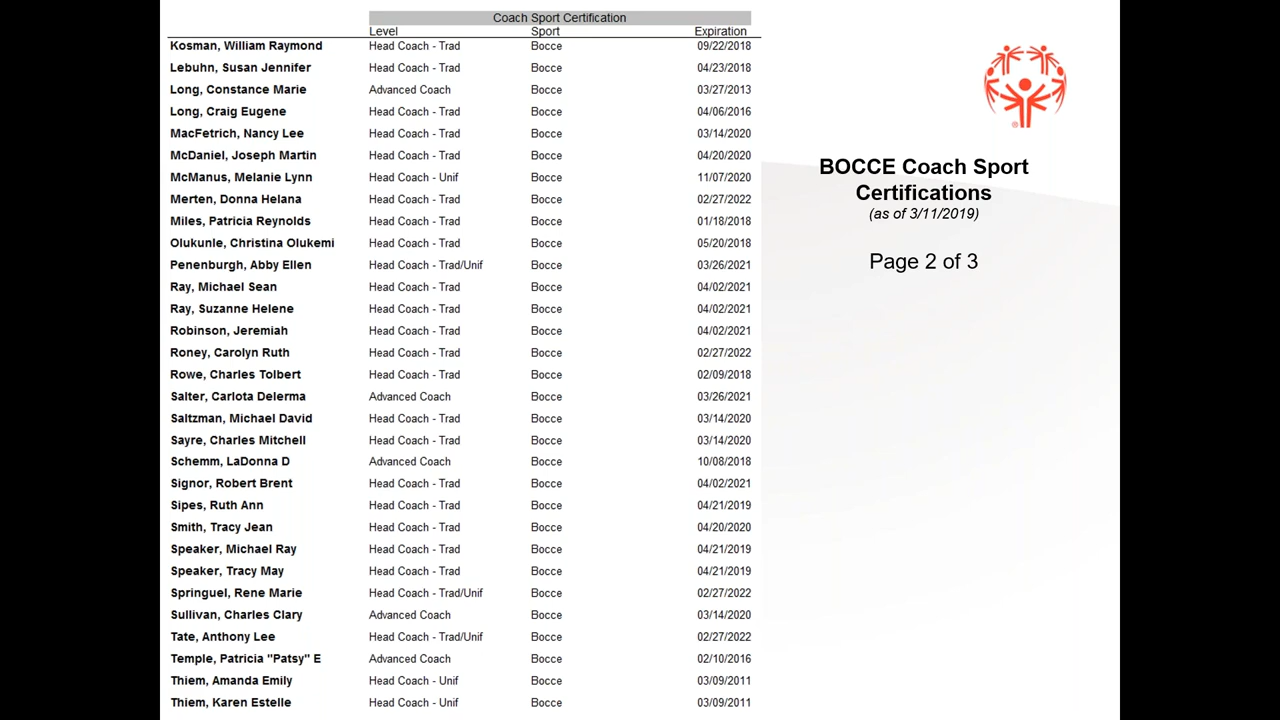 Coach Sport Certification
Level Sport Expiration
Kosman, William Raymond Head Coach - Trad Bocce 09/22/2018
Lebuhn, Susan Jennifer Head Coach - Trad Bocce 04/23/2018
Long, Constance Marie Advanced Coach Bocce 03/27/2013
Long, Craig Eugene Head Coach - Trad Bocce 04/06/2016
MacFetrich, Nancy Lee Head Coach - Trad Bocce 03/14/2020
McDaniel, Joseph Martin Head Coach - Trad Bocce 04/20/2020
McManus, Melanie Lynn Head Coach - Unif Bocce 11/07/2020
Merten, Donna Helana Head Coach - Trad Bocce 02/27/2022
Miles, Patricia Reynolds Head Coach - Trad Bocce 01/18/2018
Olukunle, Christina Olukemi Head Coach - Trad Bocce 05/20/2018
Penenburgh, Abby Ellen Head Coach - Trad/Unif Bocce 03/26/2021
Ray, Michael Sean Head Coach - Trad Bocce 04/02/2021
Ray, Suzanne Helene Head Coach - Trad Bocce 04/02/2021
Robinson, Jeremiah Head Coach - Trad Bocce 04/02/2021
Roney, Carolyn Ruth Head Coach - Trad Bocce 02/27/2022
Rowe, Charles Tolbert Head Coach - Trad Bocce 02/09/2018
Salter, Carlota Delerma Advanced Coach Bocce 03/26/2021
Saltzman, Michael David Head Coach - Trad Bocce 03/14/2020
Sayre, Charles Mitchell Head Coach - Trad Bocce 03/14/2020
Schemm, LaDonna D Advanced Coach Bocce 10/08/2018
Signor, Robert Brent Head Coach - Trad Bocce 04/02/2021
Sipes, Ruth Ann Head Coach - Trad Bocce 04/21/2019
Smith, Tracy Jean Head Coach - Trad Bocce 04/20/2020
Speaker, Michael Ray Head Coach - Trad Bocce 04/21/2019
Speaker, Tracy May Head Coach - Trad Bocce 04/21/2019
Springuel, Rene Marie Head Coach - Trad/Unif Bocce 02/27/2022
Sullivan, Charles Clary Advanced Coach Bocce 03/14/2020
Tate, Anthony Lee Head Coach - Trad/Unif Bocce 02/27/2022
Temple, Patricia "Patsy" E Advanced Coach Bocce 02/10/2016
Thiem, Amanda Emily Head Coach - Unif Bocce 03/09/2011
Thiem, Karen Estelle Head Coach - Unif Bocce 03/09/2011
®
BOCCE Coach Sport
Certifications
(as of 3/11/2019)
Page 2 of 3